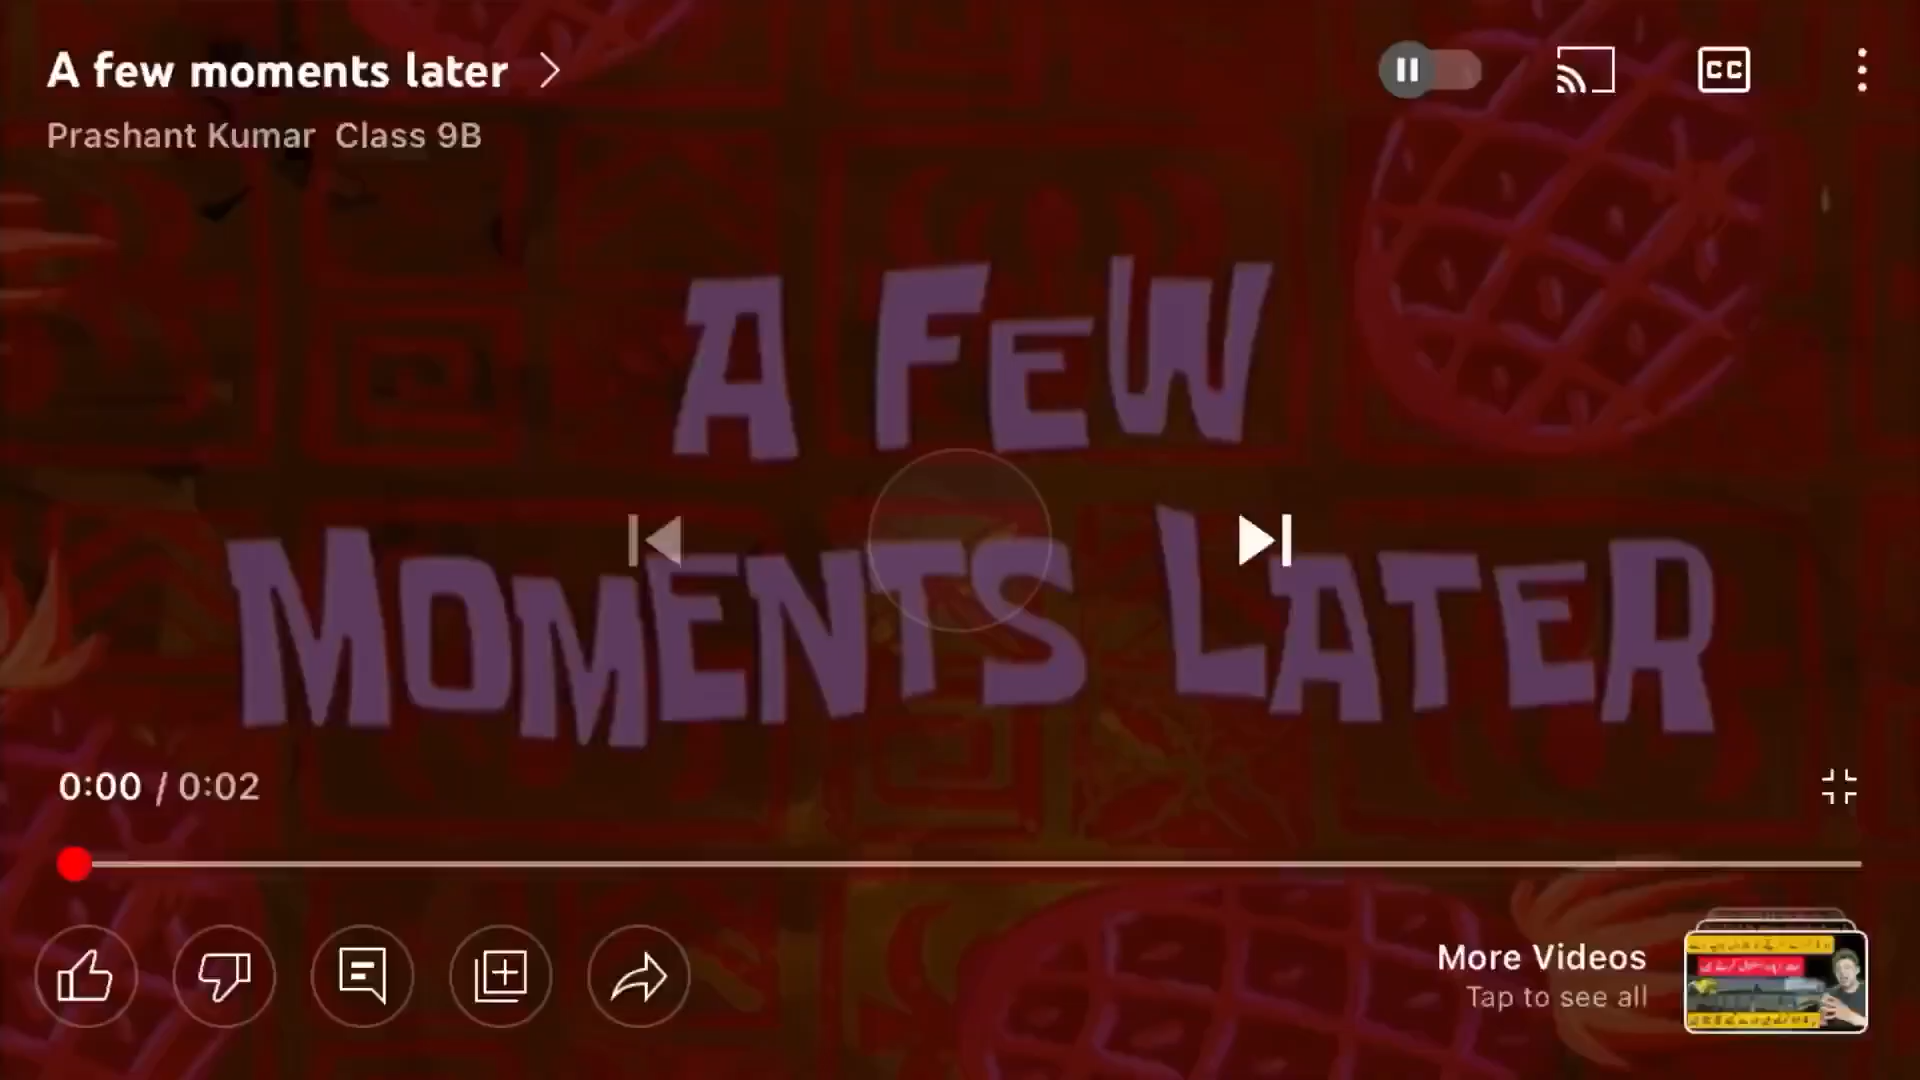 A few moments later
Prashant Kumar Class 9B
CC
A FEW
MOMENTS LATER
0:00 / 0:02
More Videos
Tap to see all